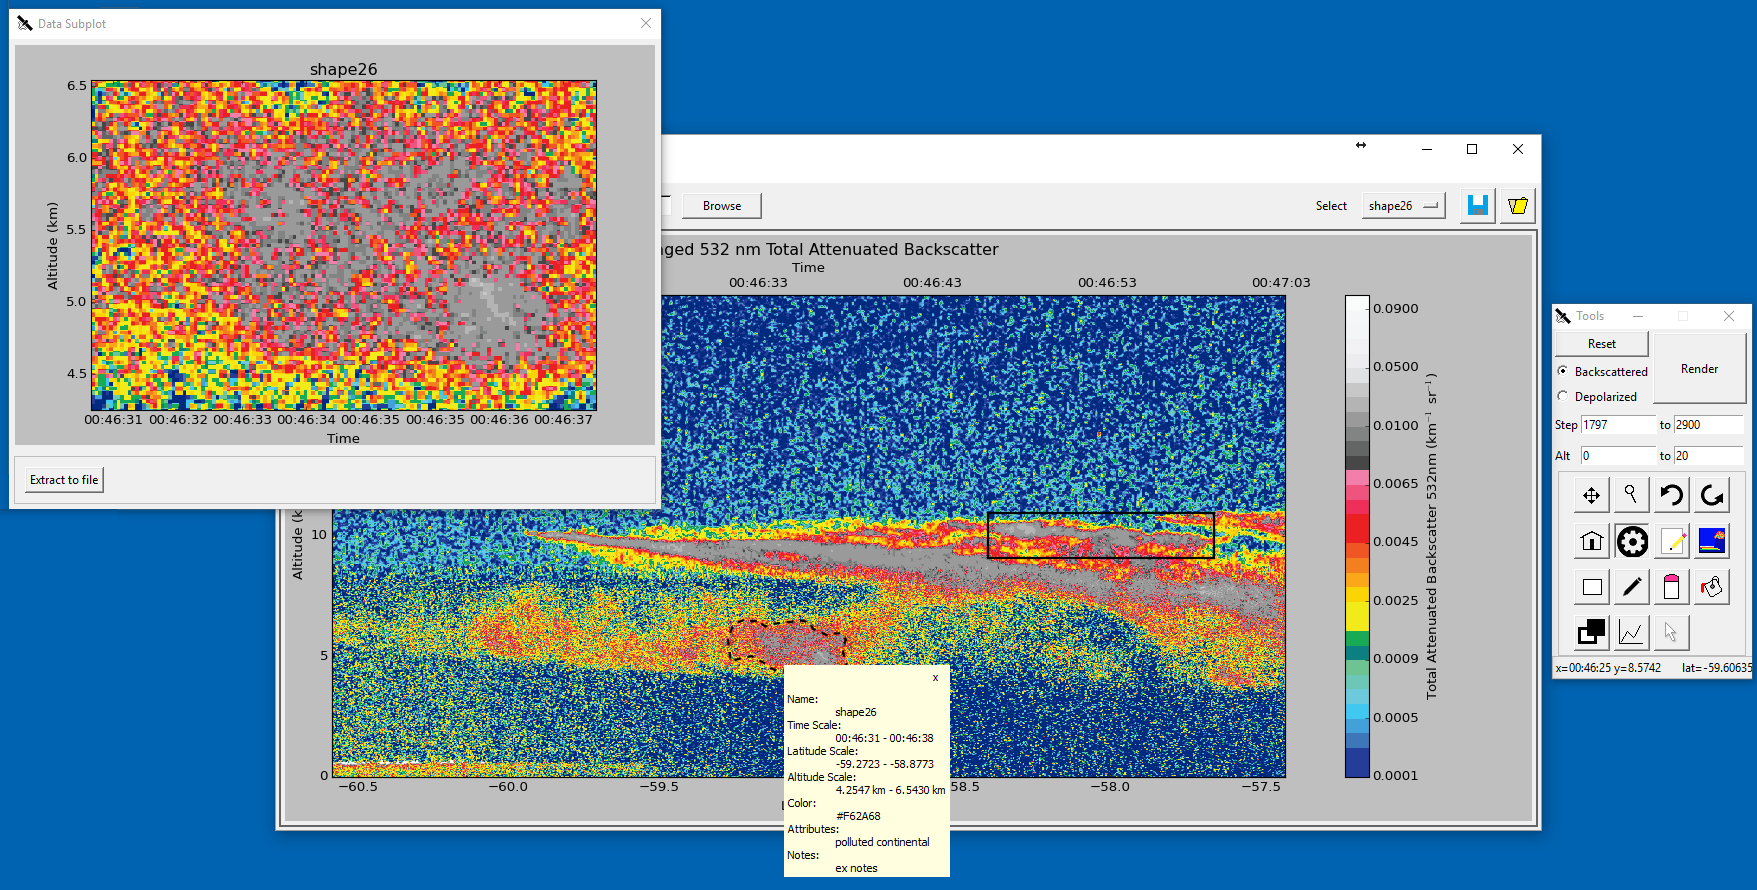 Data Subplot
shape26
6.5
6.0
5.5
5.0
4.5
Altitude (km)
00:46:31 00:46:32 00:46:33 00:46:34 00:46:35 00:46:35 00:46:36 00:46:37
Time
Extract to file
Browse
Select
shape26
ged 532 nm Total Attenuated Backscatter
Time
00:46:33 00:46:43 00:46:53 00:47:03
10
5
0
Altitude (k
−60.5 −60.0 −59.5 58.5 −58.0 −57.5
0.0900
0.0500
0.0100
0.0065
0.0045
0.0025
0.0009
0.0005
0.0001
Total Attenuated Backscatter 532nm (km⁻¹ sr⁻¹)
x
Name:
shape26
Time Scale:
00:46:31 - 00:46:38
Latitude Scale:
-59.2723 - -58.8773
Altitude Scale:
4.2547 km - 6.5430 km
Color:
#F62A68
Attributes:
polluted continental
Notes:
ex notes
Tools
Reset
Render
Backscattered
Depolarized
Step 1797 to 2900
Alt 0 to 20
x=00:46:25 y=8.5742 lat=-59.60635